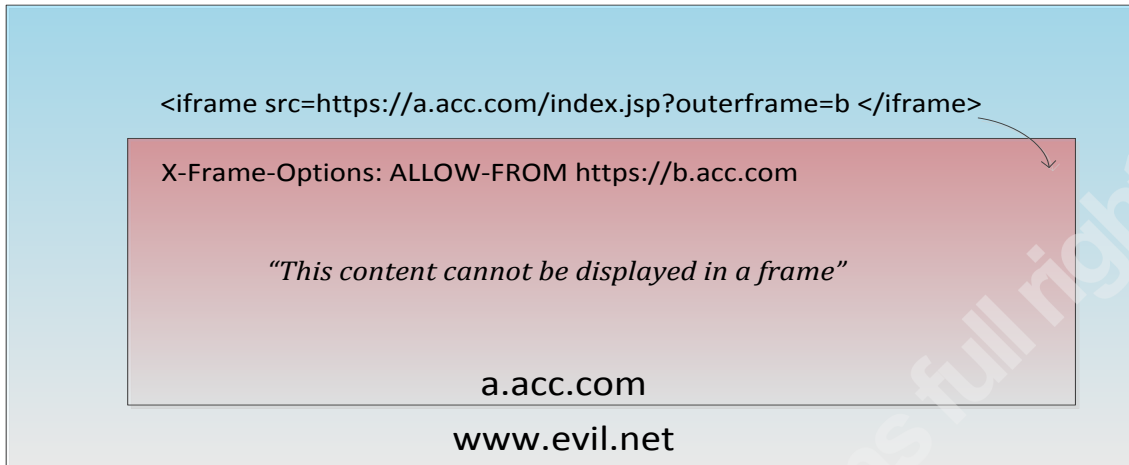 <iframe src=https://a.acc.com/index.jsp?outerframe=b </iframe>
X-Frame-Options: ALLOW-FROM https://b.acc.com
“This content cannot be displayed in a frame”
a.acc.com
www.evil.net
full